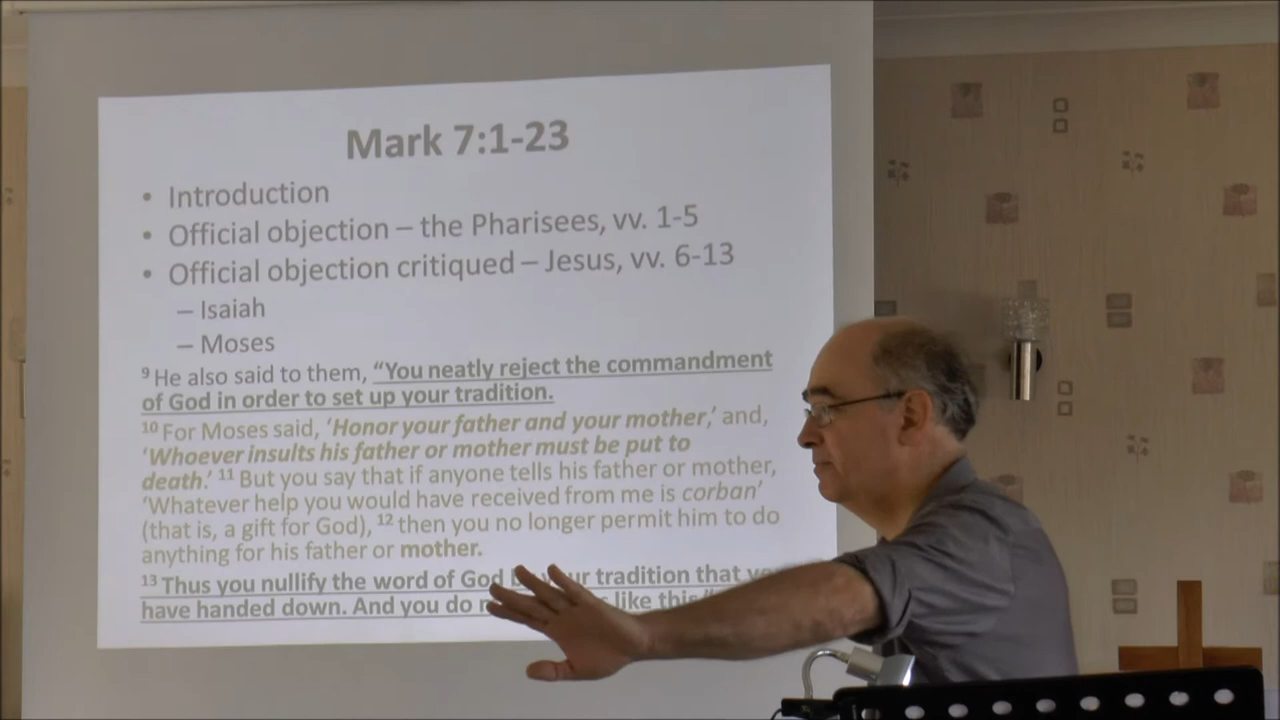 Mark 7:1-23
• Introduction
• Official objection – the Pharisees, vv. 1-5
• Official objection critiqued – Jesus, vv. 6-13
– Isaiah
– Moses
9 He also said to them, “You neatly reject the commandment
of God in order to set up your tradition.
10 For Moses said, ‘Honor your father and your mother,’ and,
‘Whoever insults his father or mother must be put to
death.’ 11 But you say that if anyone tells his father or mother,
‘Whatever help you would have received from me is corban’
(that is, a gift for God), 12 then you no longer permit him to do
anything for his father or mother.
13 Thus you nullify the word of God tradition that
have handed down. And you do like this